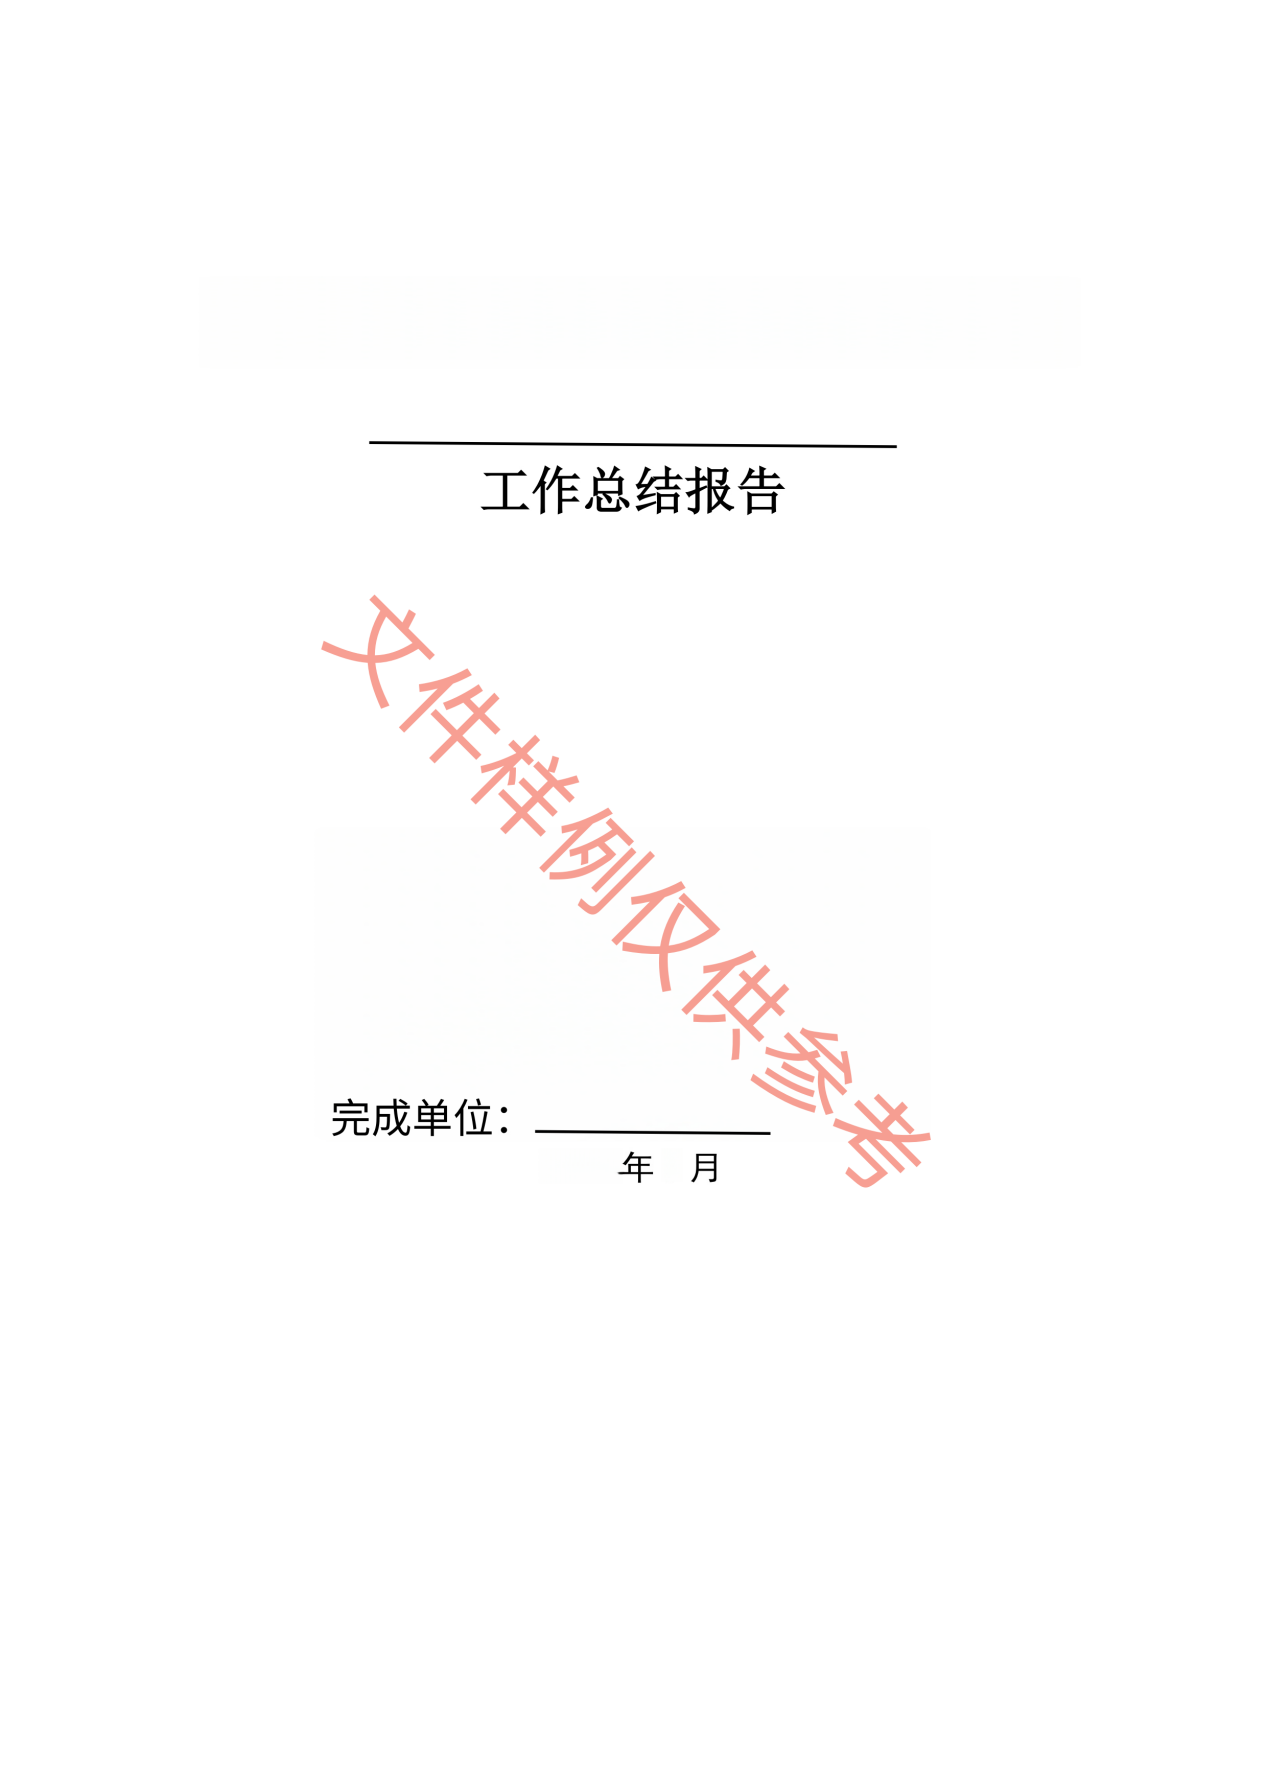 工作总结报告
文件样例仅供参考
完成单位：
年 月